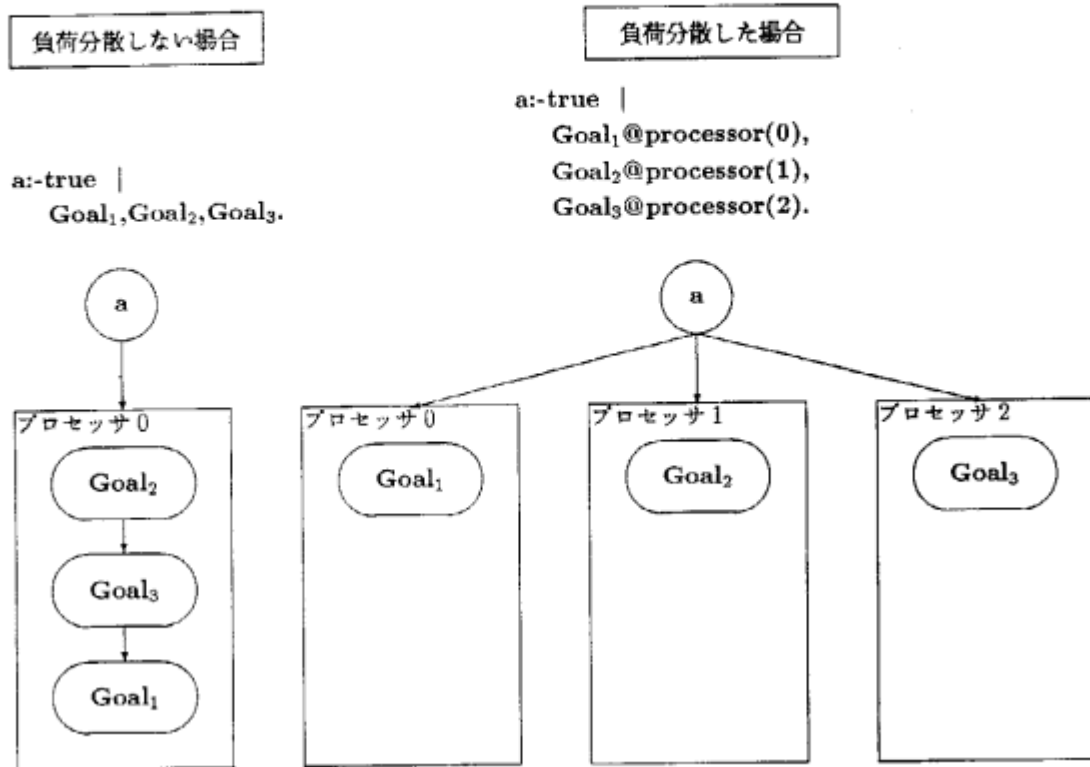 負荷分散しない場合
a:-true |
Goal₁,Goal₂,Goal₃.
a
プロセッサ 0
Goal₂
Goal₃
Goal₁
負荷分散した場合
a:-true |
Goal₁@processor(0),
Goal₂@processor(1),
Goal₃@processor(2).
a
プロセッサ 0
Goal₁
プロセッサ 1
Goal₂
プロセッサ 2
Goal₃